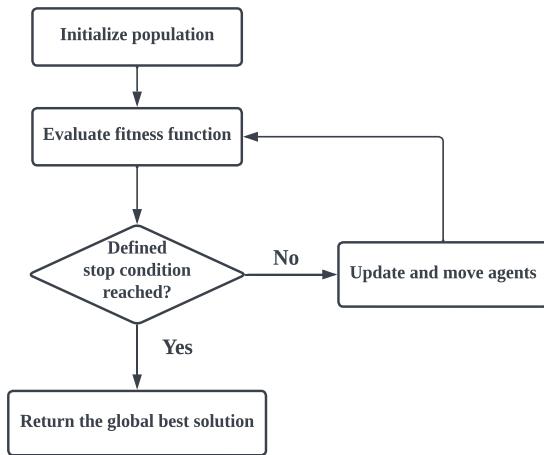 Initialize population
Evaluate fitness function
Defined
stop condition
reached?
No
Update and move agents
Yes
Return the global best solution